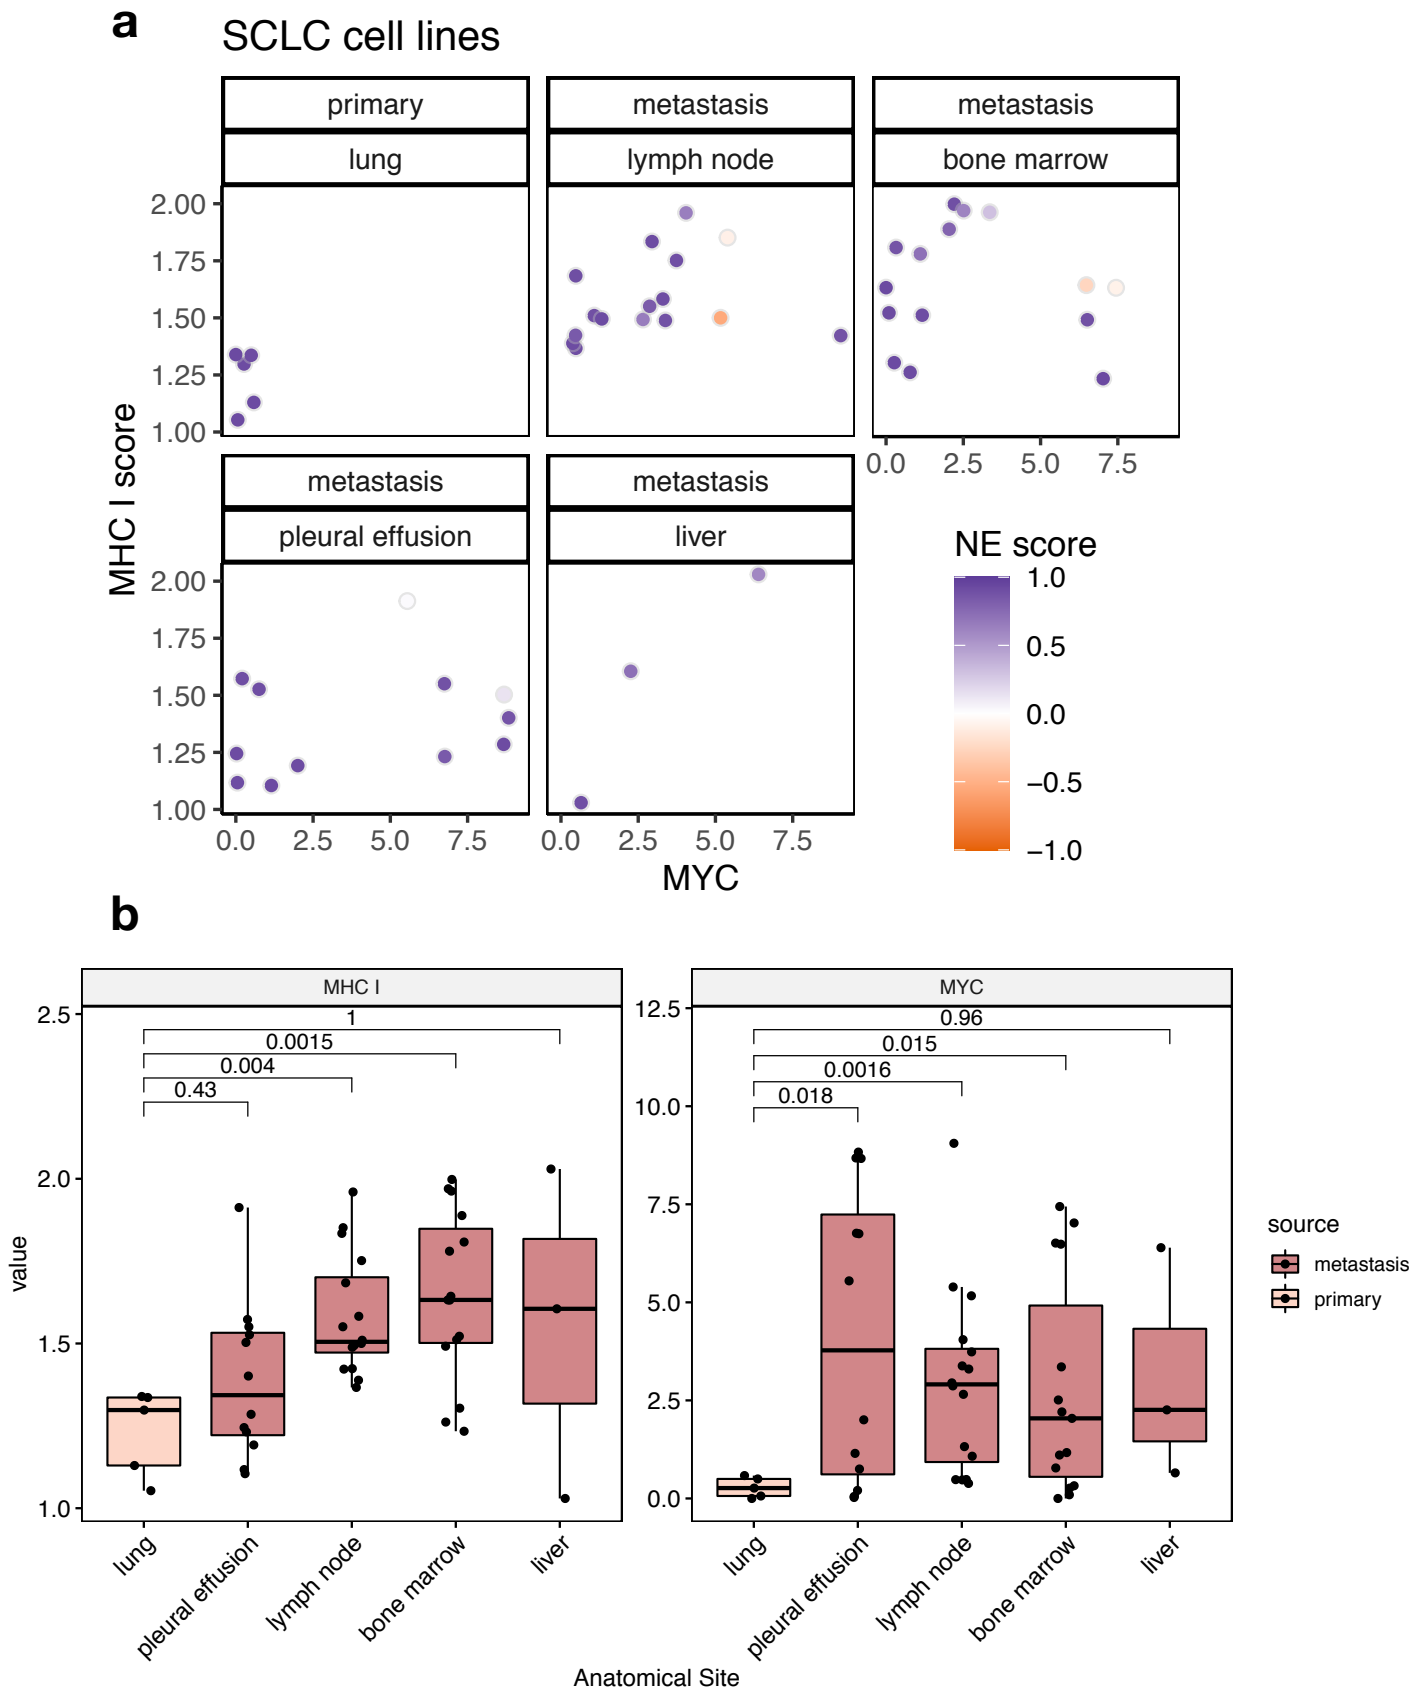 a
SCLC cell lines
primary
metastasis
metastasis
lung
lymph node
bone marrow
2.00
1.75
1.50
1.25
1.00
0.0 2.5 5.0 7.5
MHC I score
metastasis
metastasis
pleural effusion
liver
2.00
1.75
1.50
1.25
1.00
0.0 2.5 5.0 7.5
0.0 2.5 5.0 7.5
MYC
NE score
1.0
0.5
0.0
−0.5
−1.0
b
MHC I
2.5
2.0
1.5
1.0
value
1
0.0015
0.004
0.43
lung
pleural effusion
lymph node
bone marrow
liver
MYC
12.5
10.0
7.5
5.0
2.5
0.0
0.96
0.015
0.0016
0.018
lung
pleural effusion
lymph node
bone marrow
liver
Anatomical Site
source
metastasis
primary